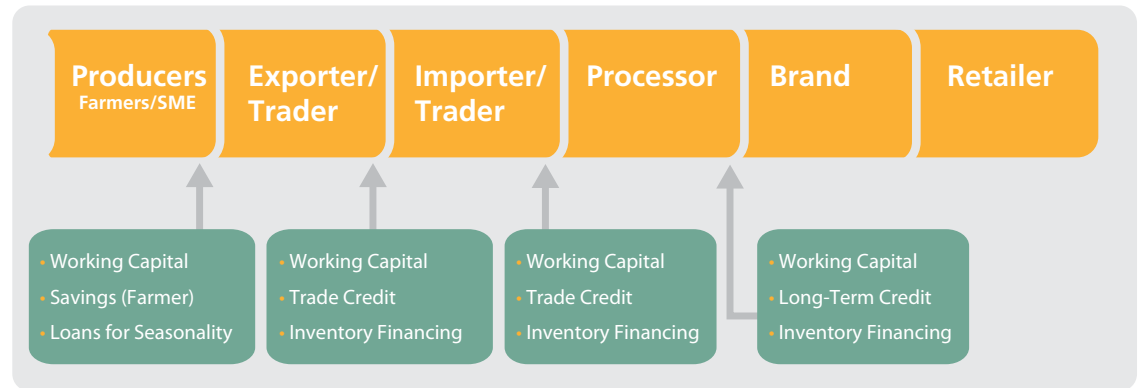 Producers
Farmers/SME
Exporter/
Trader
Importer/
Trader
Processor
Brand
Retailer
• Working Capital
• Savings (Farmer)
• Loans for Seasonality
• Working Capital
• Trade Credit
• Inventory Financing
• Working Capital
• Trade Credit
• Inventory Financing
• Working Capital
• Long-Term Credit
• Inventory Financing